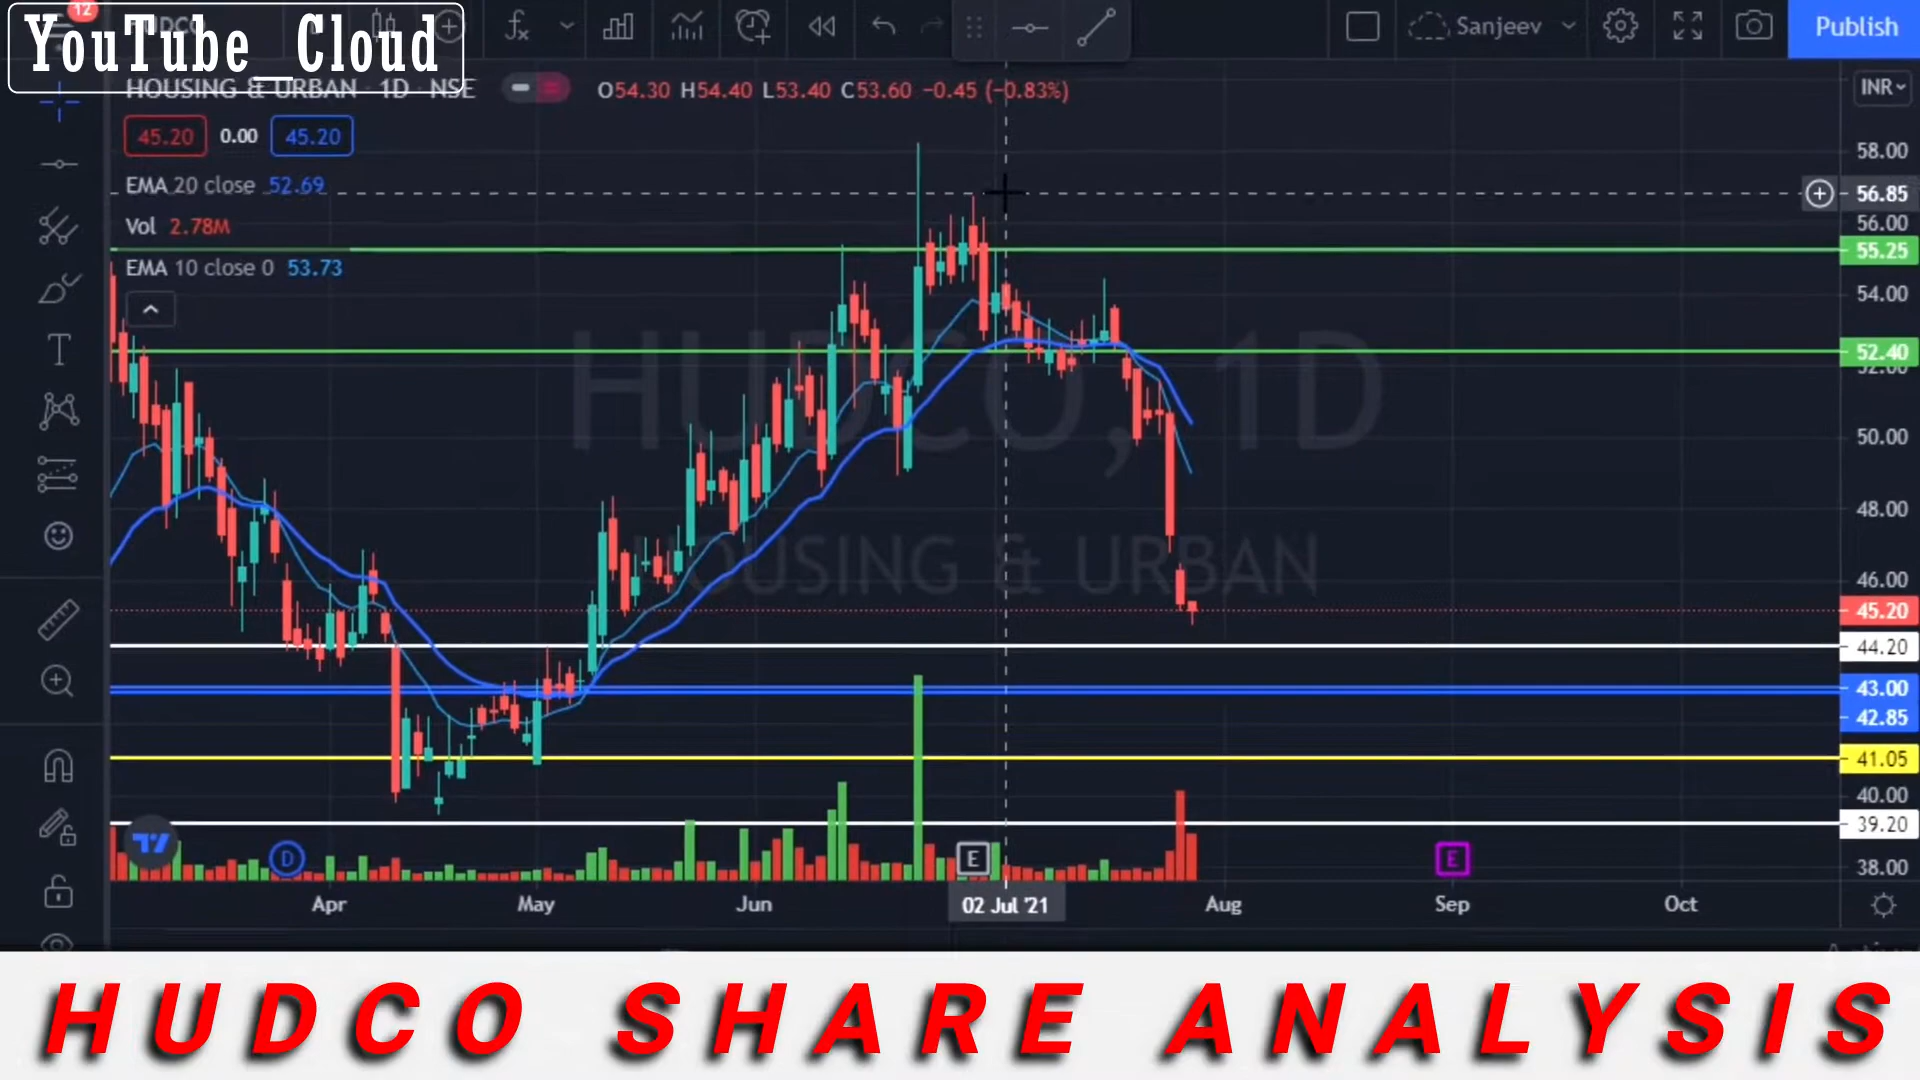 12
YouTube_Cloud
Sanjeev
Publish
HOUSING & URBAN · 1D · NSE
O54.30 H54.40 L53.40 C53.60 −0.45 (−0.83%)
INR
45.20 0.00 45.20
EMA 20 close 52.69
Vol 2.78M
EMA 10 close 0 53.73
58.00
56.85
56.00
55.25
54.00
52.40
52.00
50.00
48.00
46.00
45.20
44.20
43.00
42.85
41.05
40.00
39.20
38.00
HUDCO, 1D
HOUSING & URBAN
D
E
E
Apr May Jun 02 Jul '21 Aug Sep Oct
HUDCO SHARE ANALYSIS